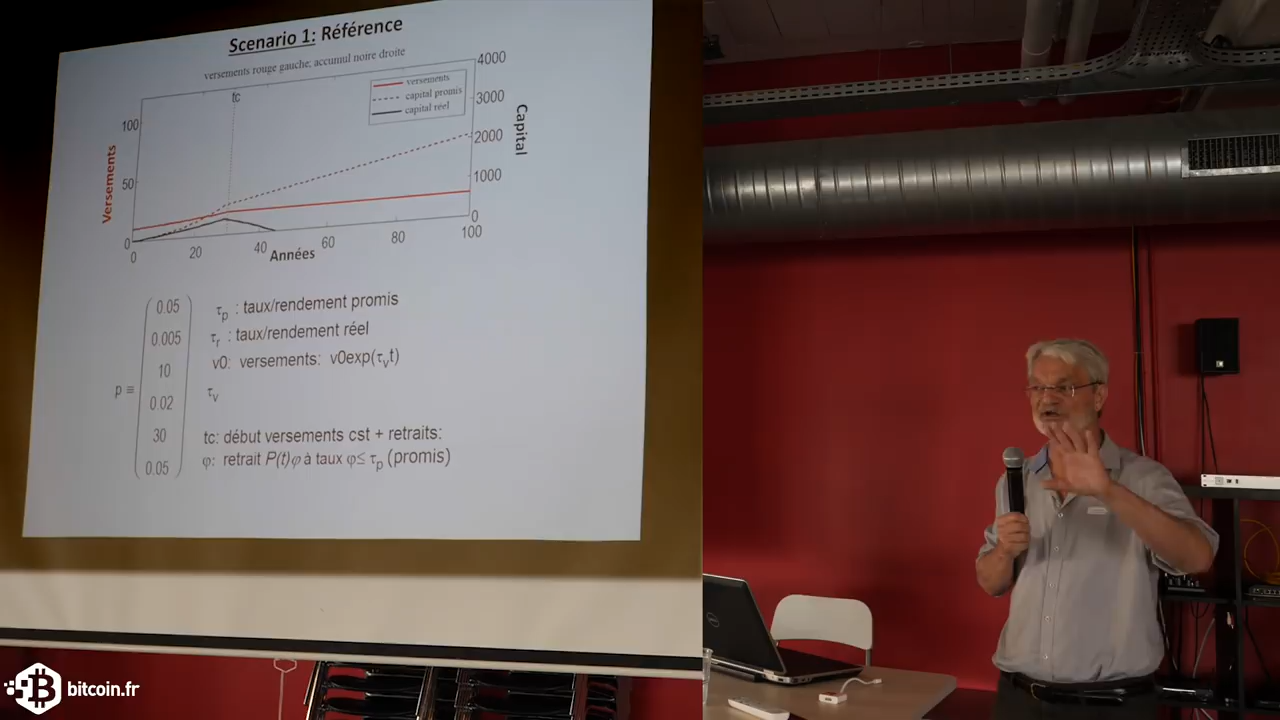 Scenario 1: Référence
versements rouge gauche; accumul noire droite
tc
versements
capital promis
capital réel
100
50
0
Versements
4000
3000
2000
1000
0
Capital
0
20
40
60
80
100
Années
p ≡
0.05
0.005
10
0.02
30
0.05
τp : taux/rendement promis
τr : taux/rendement réel
v0: versements: v0exp(τvt)
τv
tc: début versements cst + retraits:
φ: retrait P(t)φ à taux φ≤ τp (promis)
bitcoin.fr